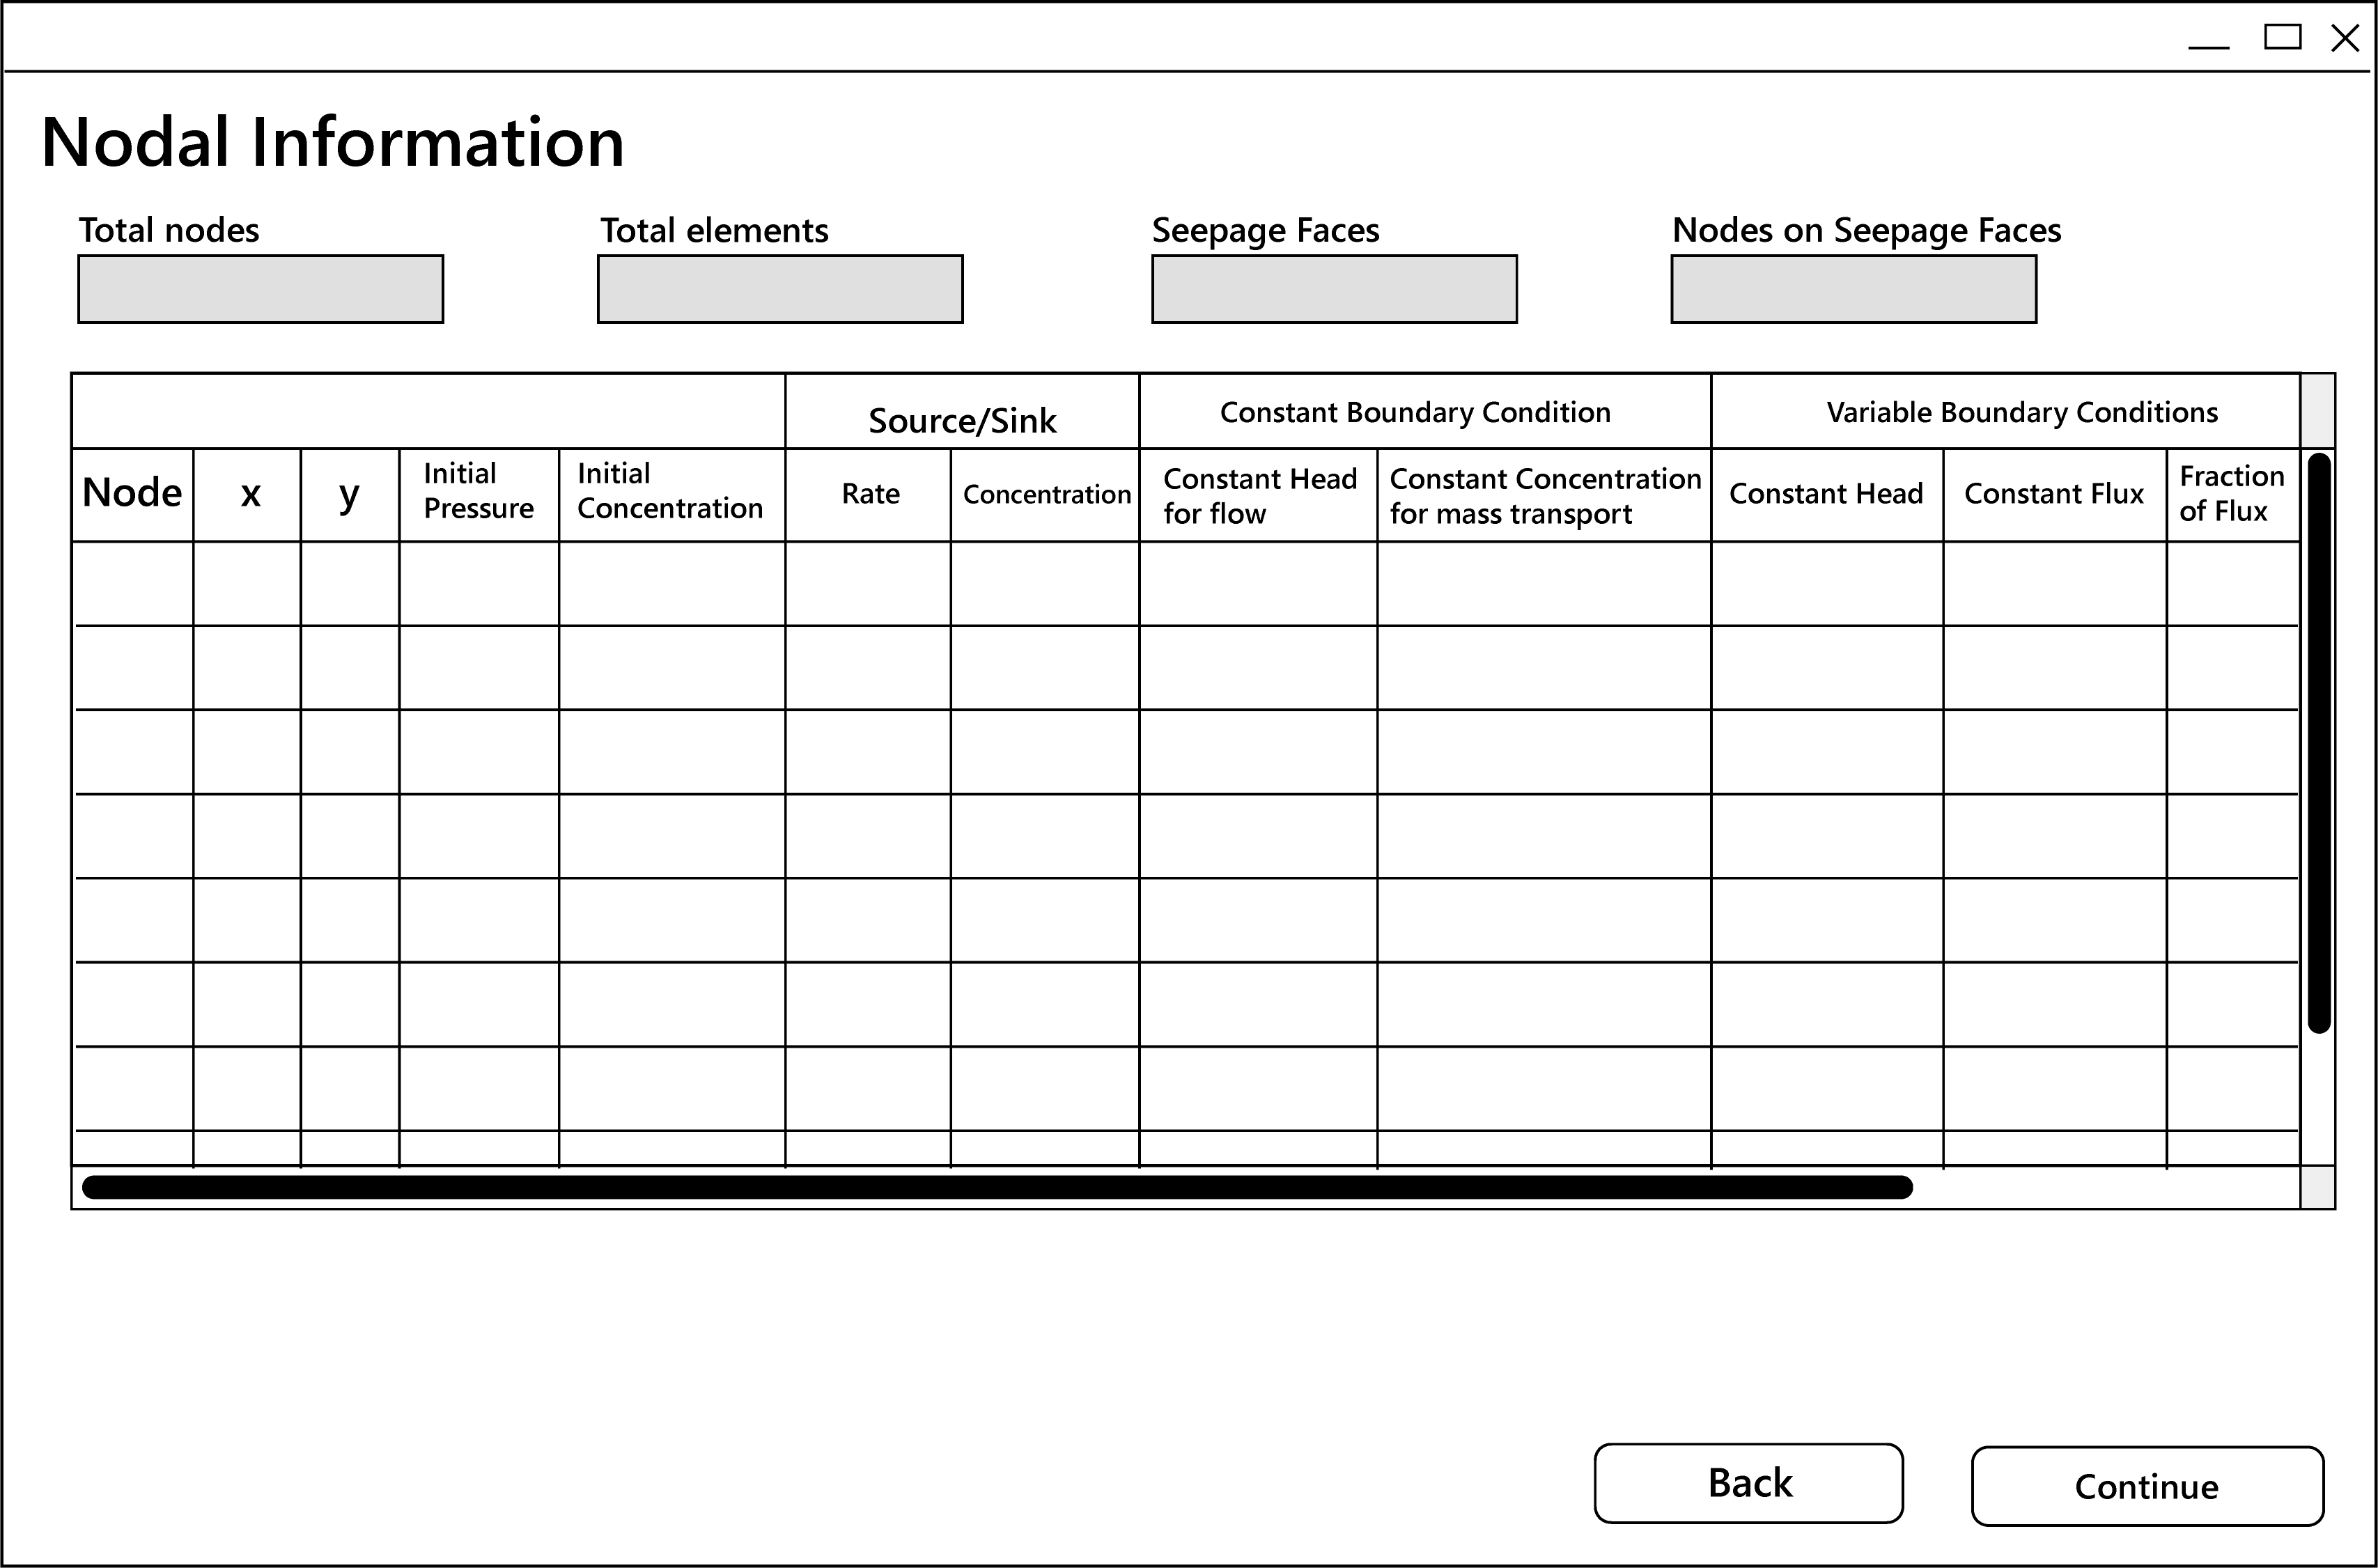 Nodal Information
Total nodes
Total elements
Seepage Faces
Nodes on Seepage Faces
Source/Sink
Constant Boundary Condition
Variable Boundary Conditions
Node
x
y
Initial
Pressure
Initial
Concentration
Rate
Concentration
Constant Head
for flow
Constant Concentration
for mass transport
Constant Head
Constant Flux
Fraction
of Flux
Back
Continue